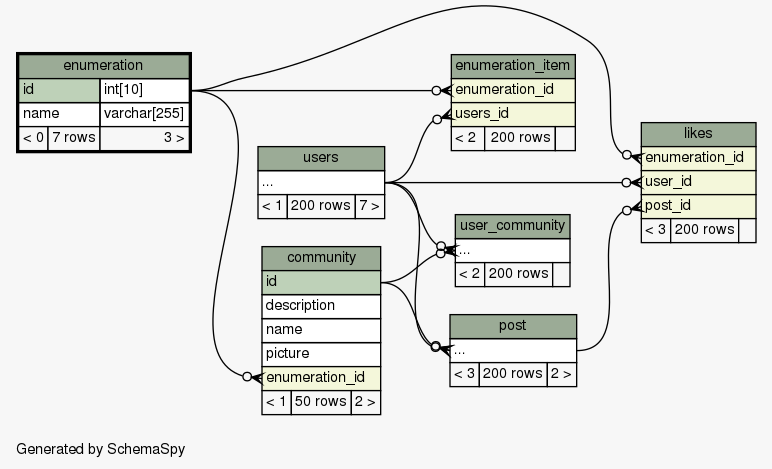 enumeration
id int[10]
name varchar[255]
< 0 7 rows 3 >
enumeration_item
enumeration_id
users_id
< 2 200 rows
likes
enumeration_id
user_id
post_id
< 3 200 rows
users
...
< 1 200 rows 7 >
user_community
...
< 2 200 rows
community
id
description
name
picture
enumeration_id
< 1 50 rows 2 >
post
...
< 3 200 rows 2 >
Generated by SchemaSpy